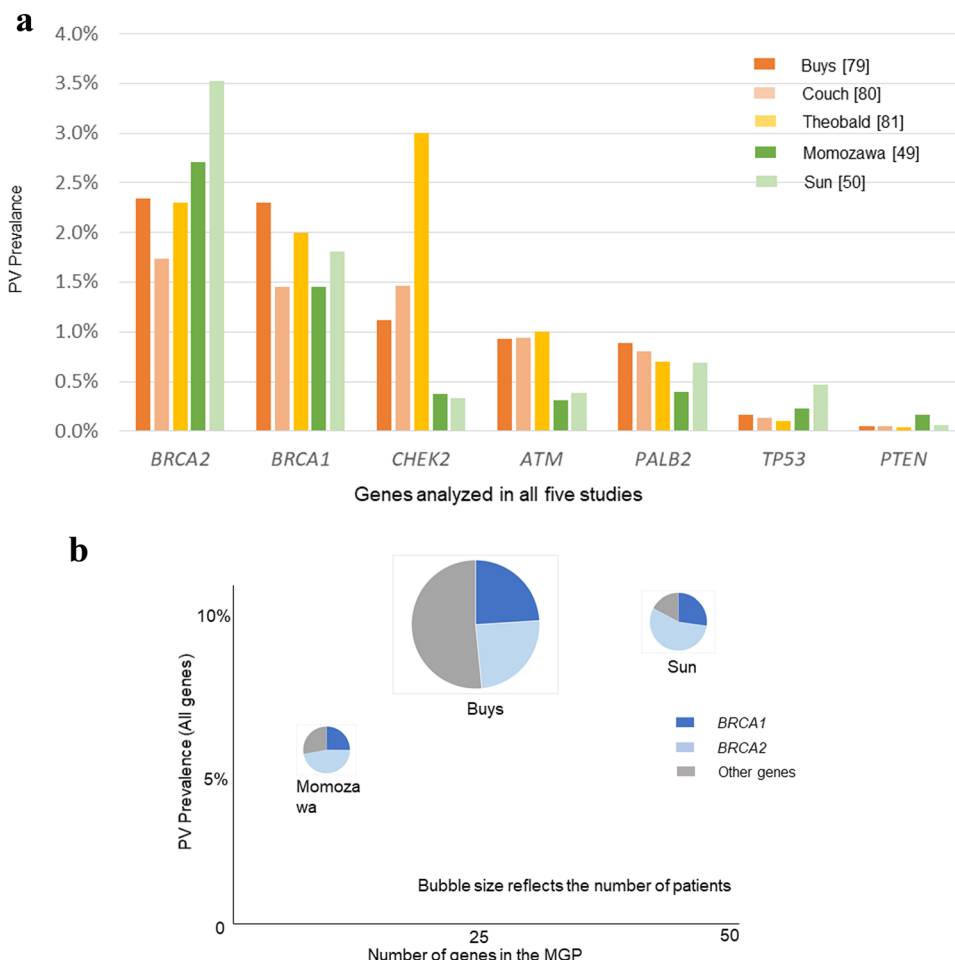 a
4.0%
3.5%
3.0%
2.5%
2.0%
1.5%
1.0%
0.5%
0.0%
PV Prevalance
Buys [79]
Couch [80]
Theobald [81]
Momozawa [49]
Sun [50]
BRCA2 BRCA1 CHEK2 ATM PALB2 TP53 PTEN
Genes analyzed in all five studies
b
10%
5%
0
PV Prevalence (All genes)
Buys
Sun
Momoza
wa
BRCA1
BRCA2
Other genes
Bubble size reflects the number of patients
25 50
Number of genes in the MGP